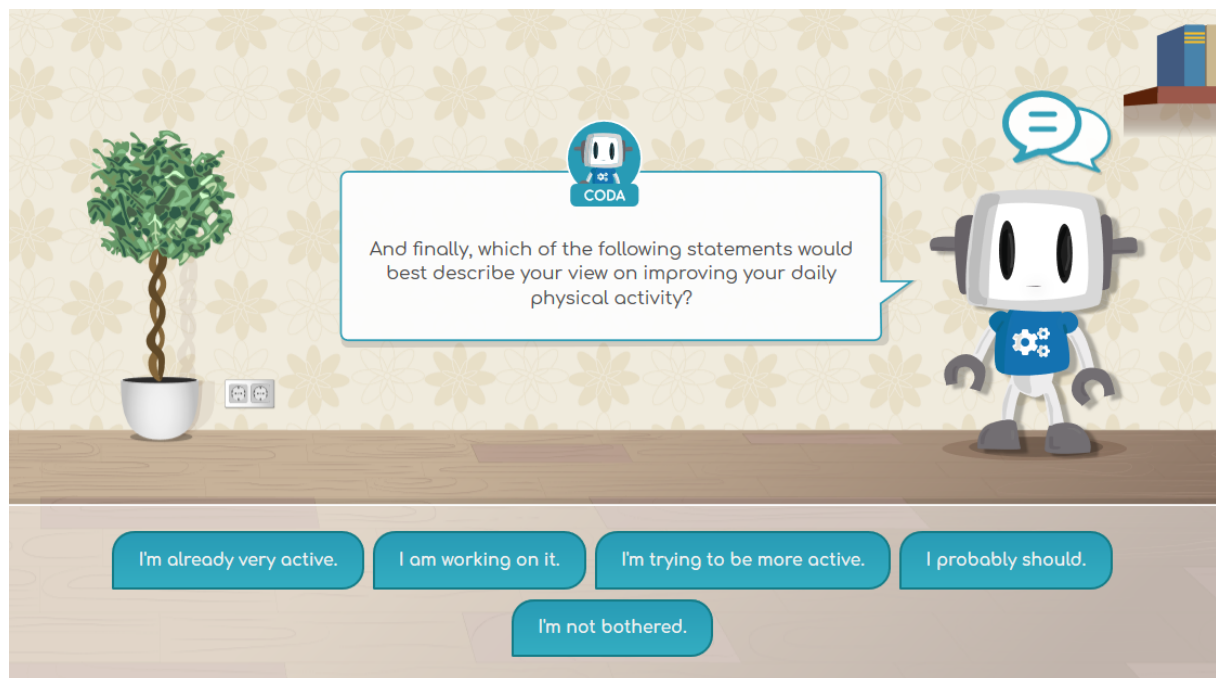 CODA
And finally, which of the following statements would
best describe your view on improving your daily
physical activity?
I'm already very active.
I am working on it.
I'm trying to be more active.
I probably should.
I'm not bothered.